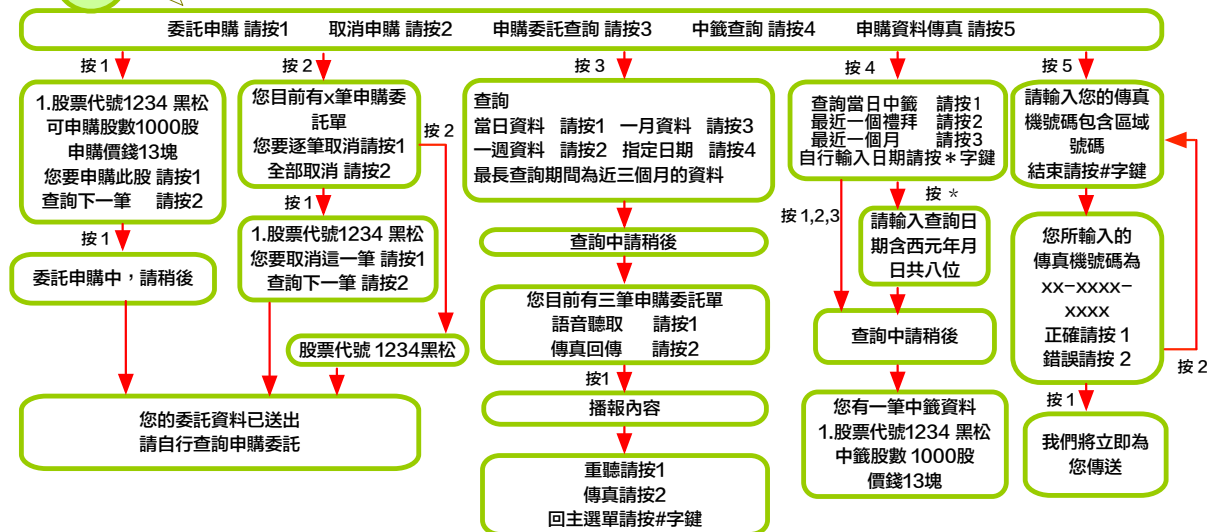 委託申購 請按1 取消申購 請按2 申購委託查詢 請按3 中籤查詢 請按4 申購資料傳真 請按5
按 1
1.股票代號1234 黑松
可申購股數1000股
申購價錢13塊
您要申購此股 請按1
查詢下一筆 請按2
按 1
委託申購中，請稍後
按 2
您目前有x筆申購委
託單
您要逐筆取消請按1
全部取消 請按2
按 2
按 1
1.股票代號1234 黑松
您要取消這一筆 請按1
查詢下一筆 請按2
股票代號 1234黑松
您的委託資料已送出
請自行查詢申購委託
按 3
查詢
當日資料 請按1 一月資料 請按3
一週資料 請按2 指定日期 請按4
最長查詢期間為近三個月的資料
查詢中請稍後
您目前有三筆申購委託單
語音聽取 請按1
傳真回傳 請按2
按1
播報內容
重聽請按1
傳真請按2
回主選單請按#字鍵
按 4
查詢當日中籤 請按1
最近一個禮拜 請按2
最近一個月 請按3
自行輸入日期請按＊字鍵
按 1,2,3
按 ＊
請輸入查詢日
期含西元年月
日共八位
查詢中請稍後
您有一筆中籤資料
1.股票代號1234 黑松
中籤股數 1000股
價錢13塊
按 5
請輸入您的傳真
機號碼包含區域
號碼
結束請按#字鍵
您所輸入的
傳真機號碼為
xx-xxxx-
xxxx
正確請按 1
錯誤請按 2
按 2
按 1
我們將立即為
您傳送